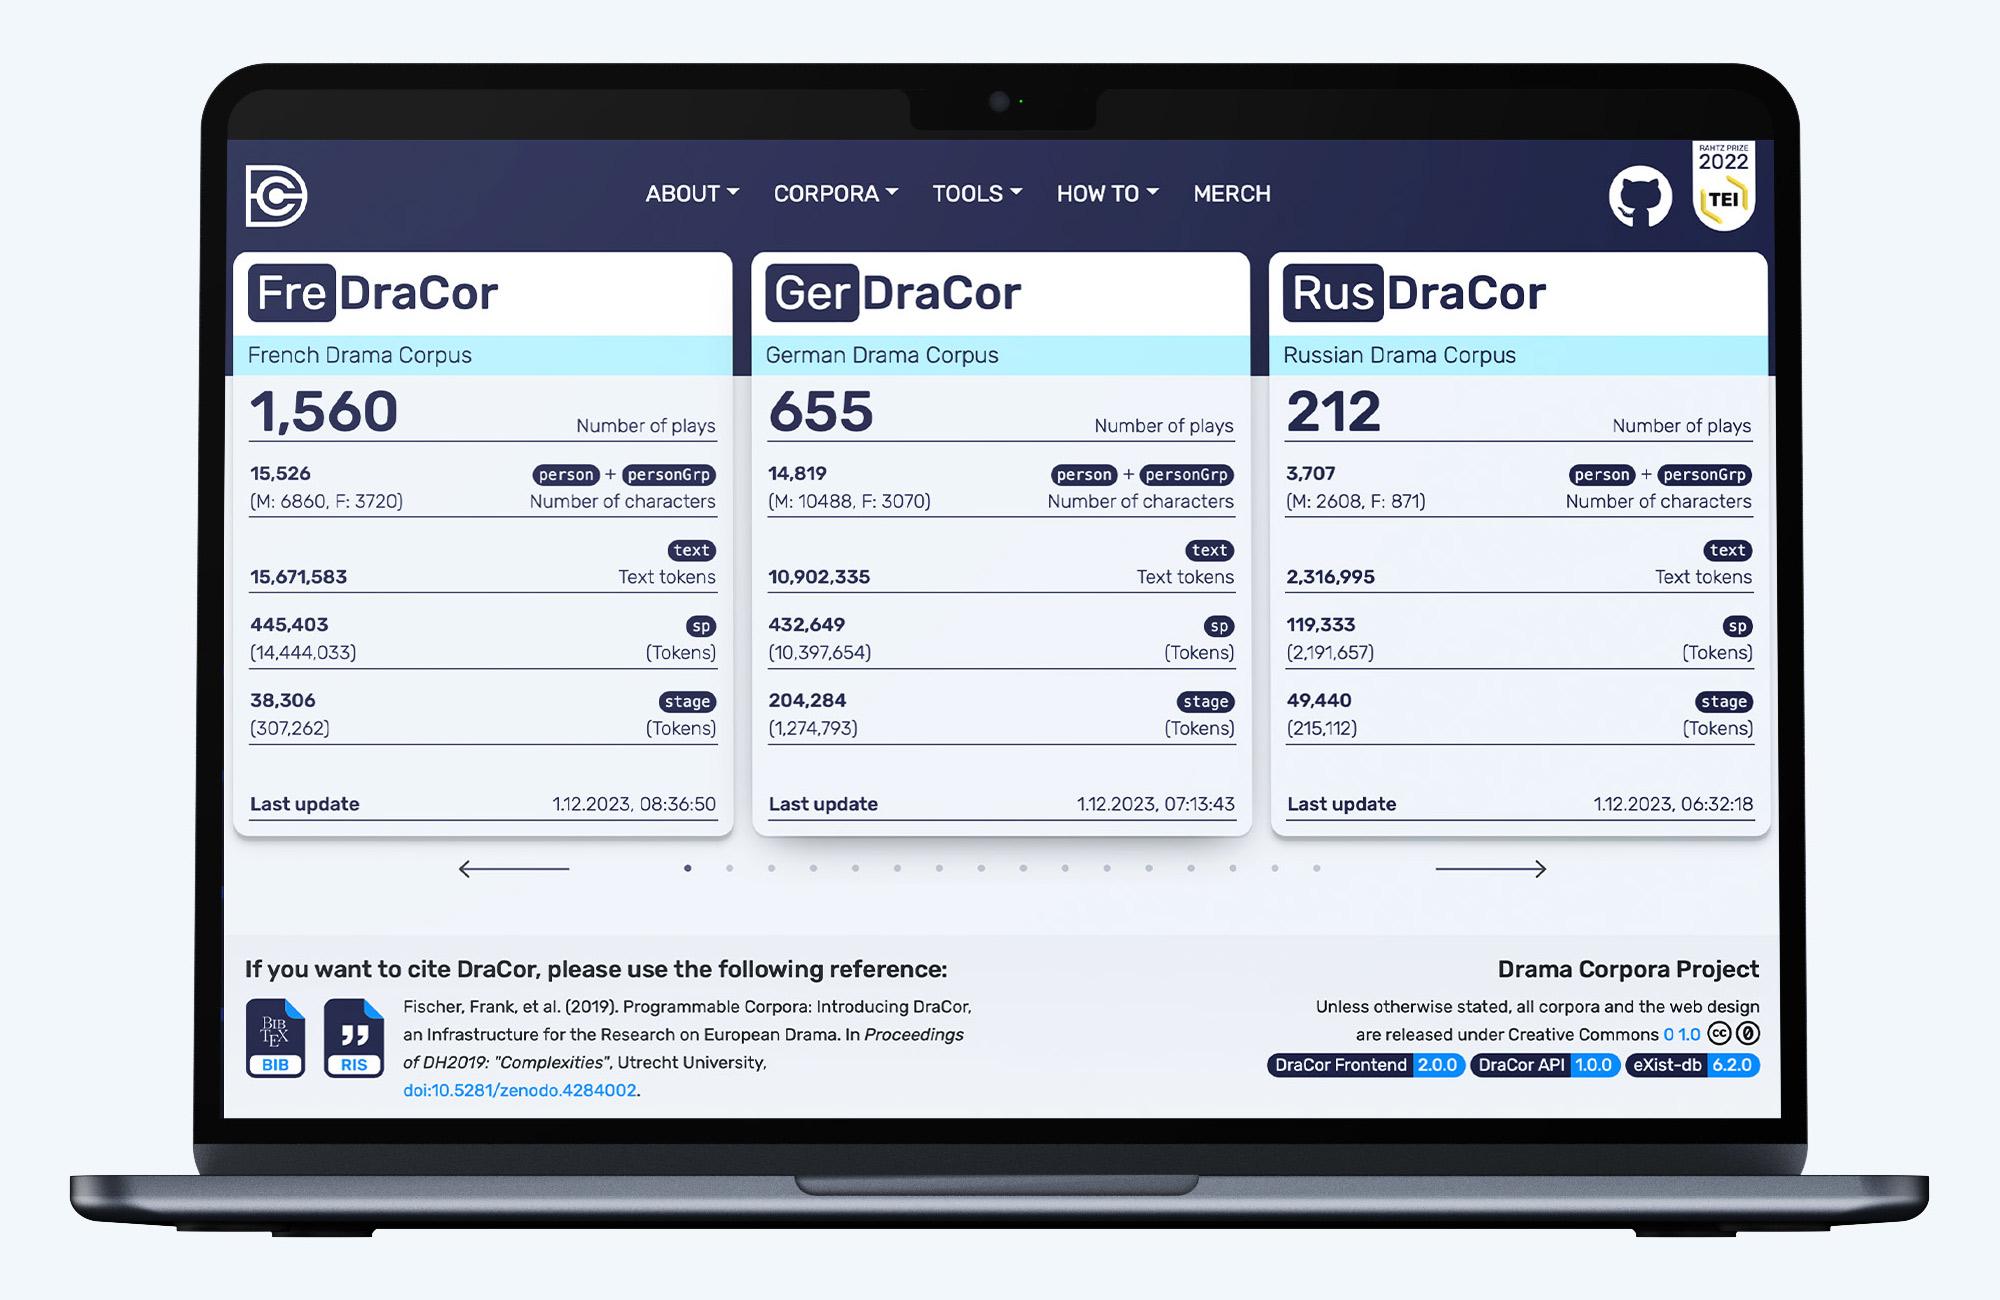 ABOUT CORPORA TOOLS HOW TO MERCH
RAHTZ PRIZE
2022
TEI
FreDraCor
French Drama Corpus
1,560 Number of plays
15,526 person + personGrp
(M: 6860, F: 3720) Number of characters
text
15,671,583 Text tokens
445,403 sp
(14,444,033) (Tokens)
38,306 stage
(307,262) (Tokens)
Last update 1.12.2023, 08:36:50
GerDraCor
German Drama Corpus
655 Number of plays
14,819 person + personGrp
(M: 10488, F: 3070) Number of characters
text
10,902,335 Text tokens
432,649 sp
(10,397,654) (Tokens)
204,284 stage
(1,274,793) (Tokens)
Last update 1.12.2023, 07:13:43
RusDraCor
Russian Drama Corpus
212 Number of plays
3,707 person + personGrp
(M: 2608, F: 871) Number of characters
text
2,316,995 Text tokens
119,333 sp
(2,191,657) (Tokens)
49,440 stage
(215,112) (Tokens)
Last update 1.12.2023, 06:32:18
If you want to cite DraCor, please use the following reference:
BIB
TEX
BIB
RIS
Fischer, Frank, et al. (2019). Programmable Corpora: Introducing DraCor,
an Infrastructure for the Research on European Drama. In Proceedings
of DH2019: "Complexities", Utrecht University,
doi:10.5281/zenodo.4284002.
Drama Corpora Project
Unless otherwise stated, all corpora and the web design
are released under Creative Commons 0 1.0 cc 0
DraCor Frontend 2.0.0 DraCor API 1.0.0 eXist-db 6.2.0